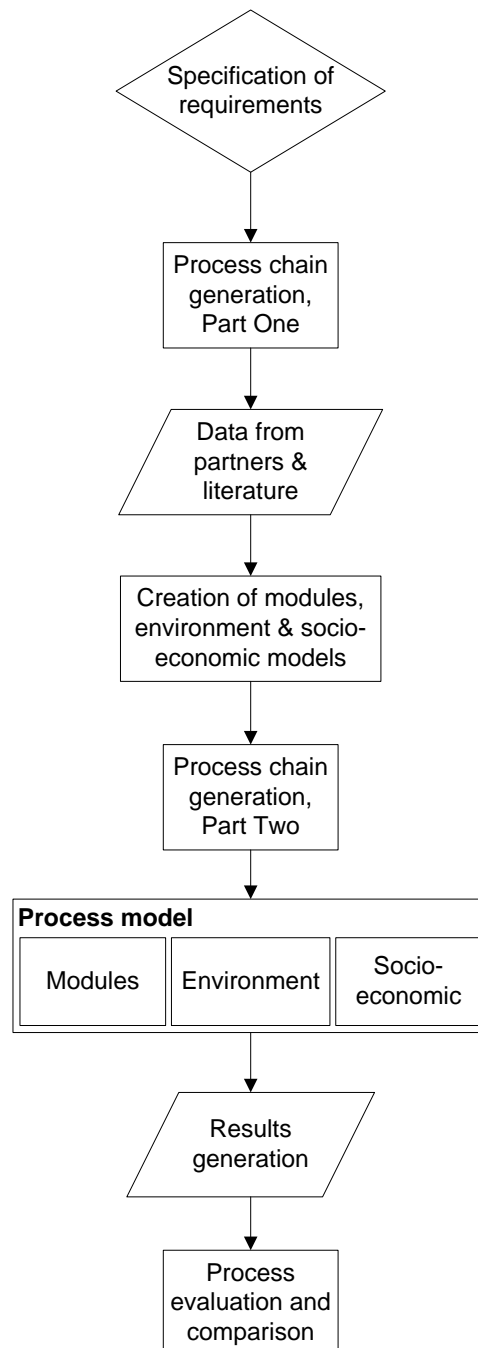 Specification of
requirements
Process chain
generation,
Part One
Data from
partners &
literature
Creation of modules,
environment & socio-
economic models
Process chain
generation,
Part Two
Process model
Modules
Environment
Socio-
economic
Results
generation
Process
evaluation and
comparison